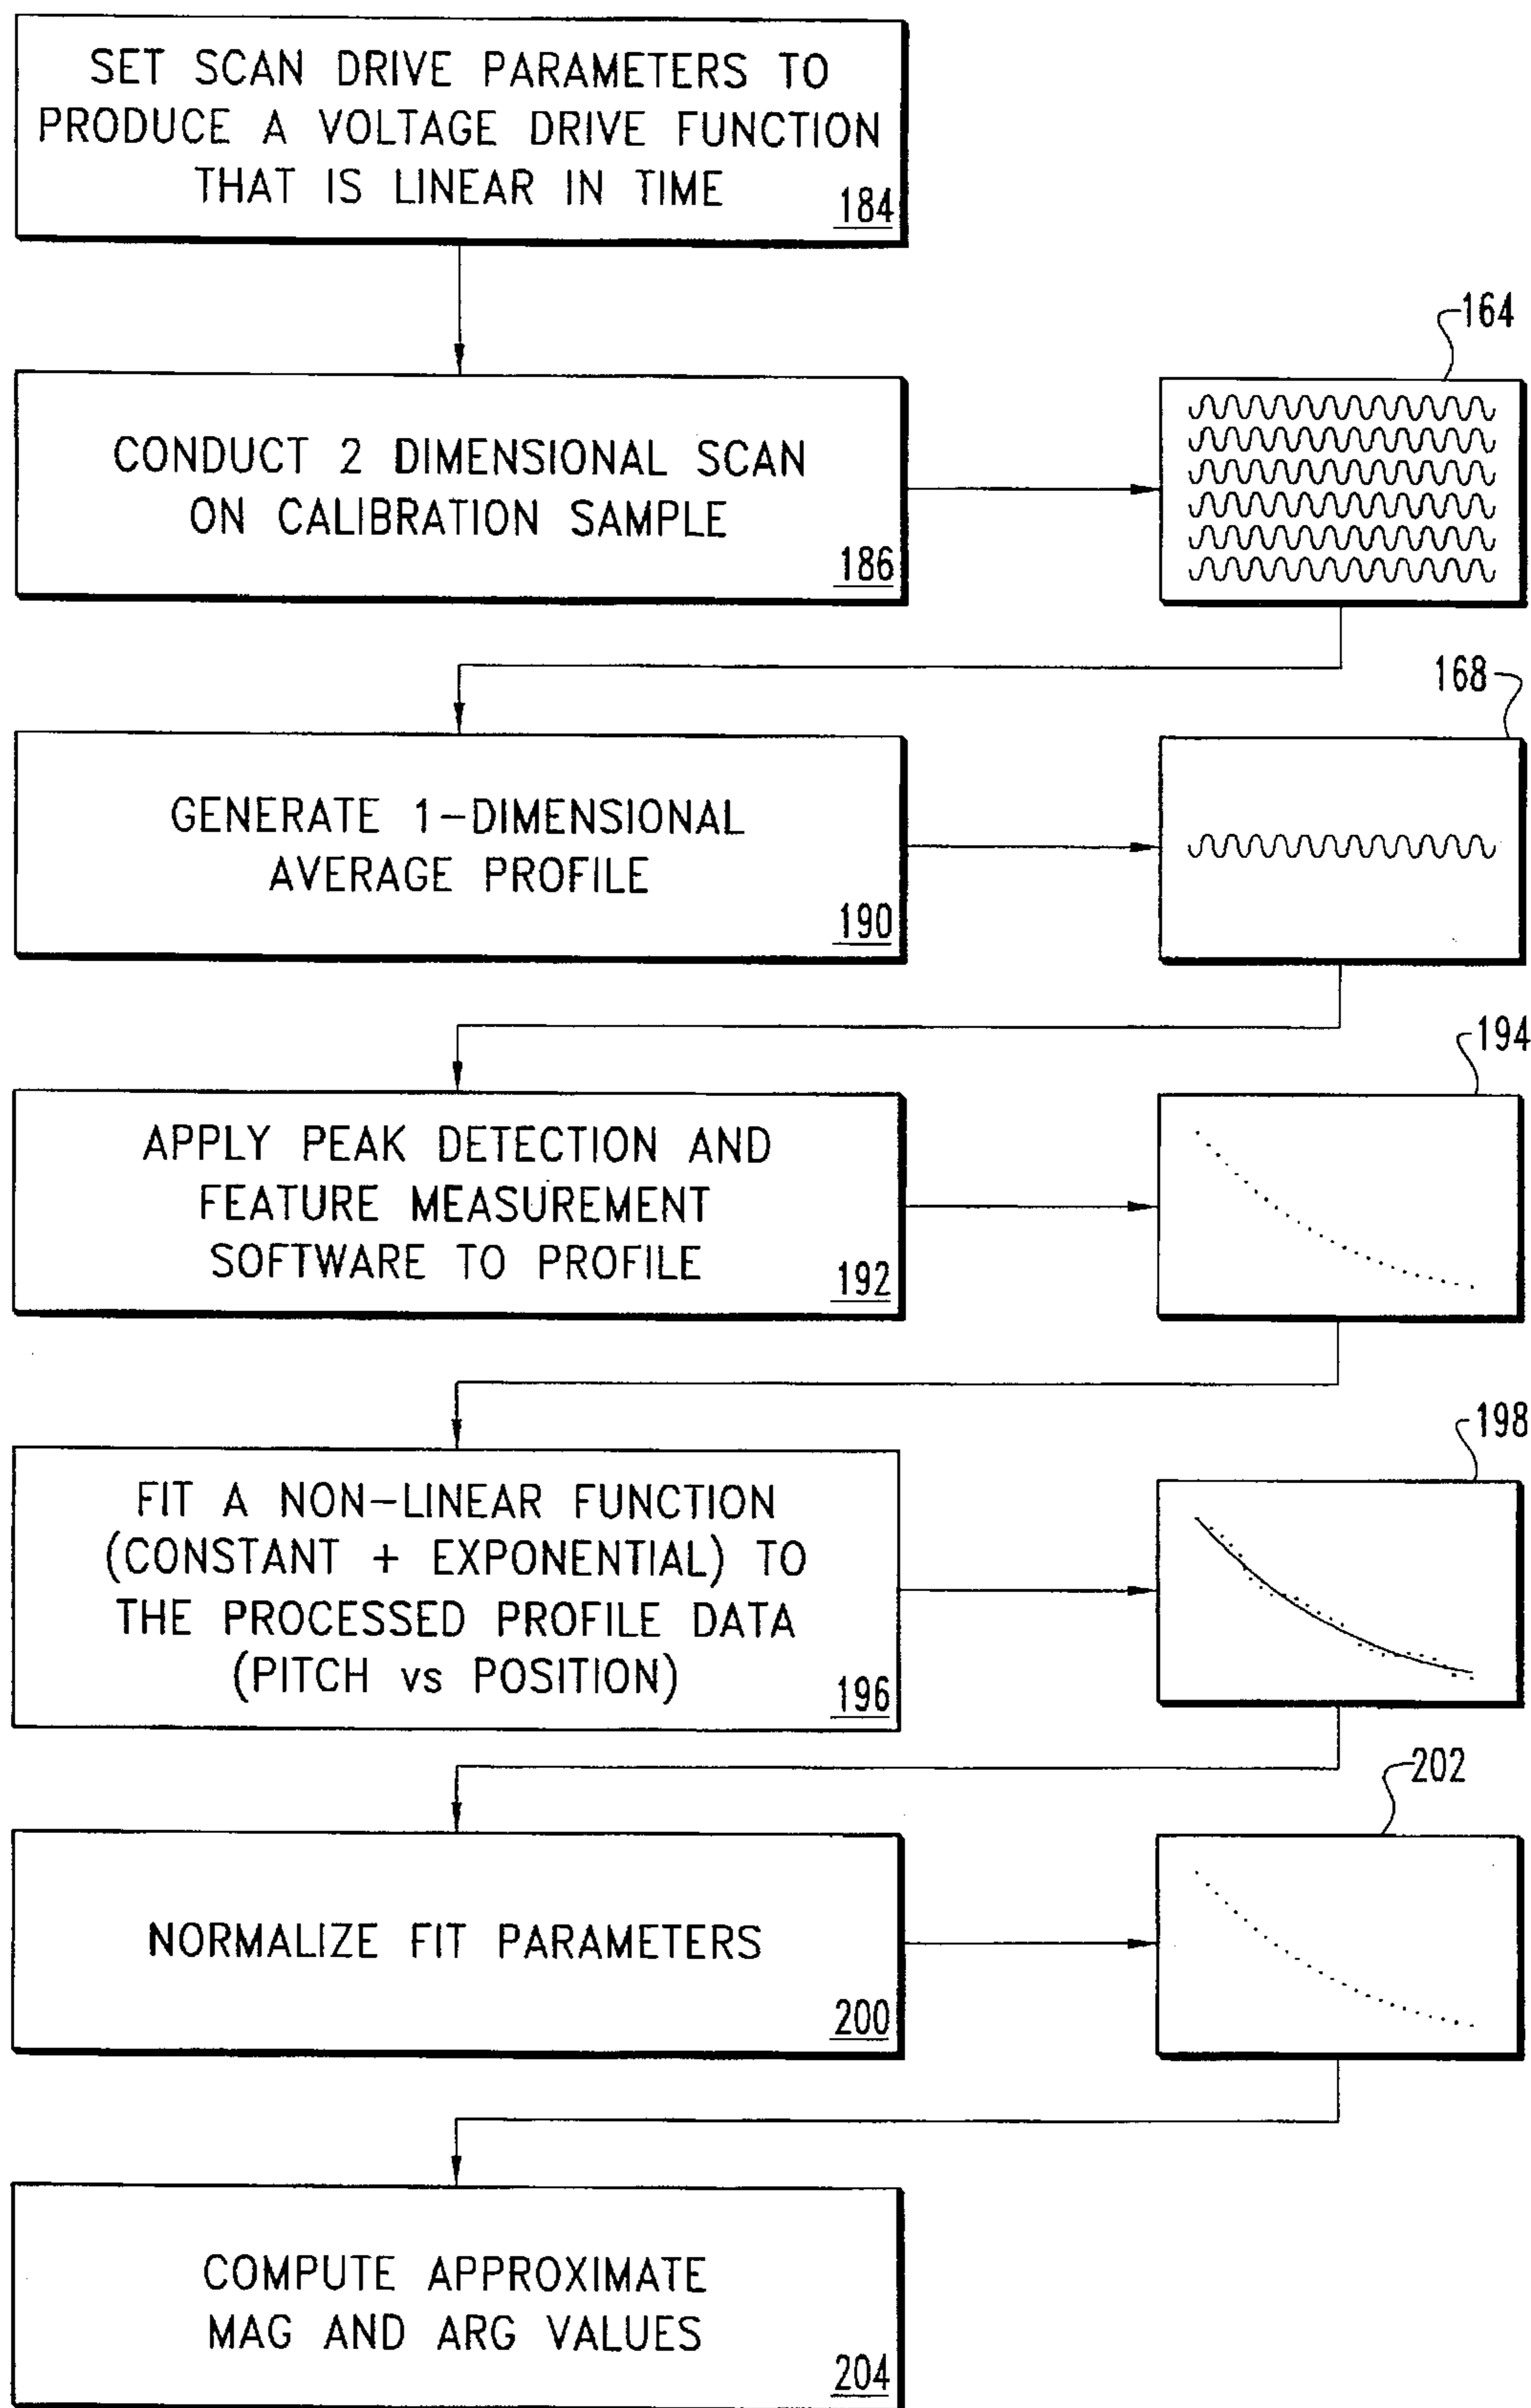 SET SCAN DRIVE PARAMETERS TO
PRODUCE A VOLTAGE DRIVE FUNCTION
THAT IS LINEAR IN TIME
184
164
CONDUCT 2 DIMENSIONAL SCAN
ON CALIBRATION SAMPLE
186
168
GENERATE 1-DIMENSIONAL
AVERAGE PROFILE
190
194
APPLY PEAK DETECTION AND
FEATURE MEASUREMENT
SOFTWARE TO PROFILE
192
198
FIT A NON-LINEAR FUNCTION
(CONSTANT + EXPONENTIAL) TO
THE PROCESSED PROFILE DATA
(PITCH vs POSITION)
196
202
NORMALIZE FIT PARAMETERS
200
COMPUTE APPROXIMATE
MAG AND ARG VALUES
204